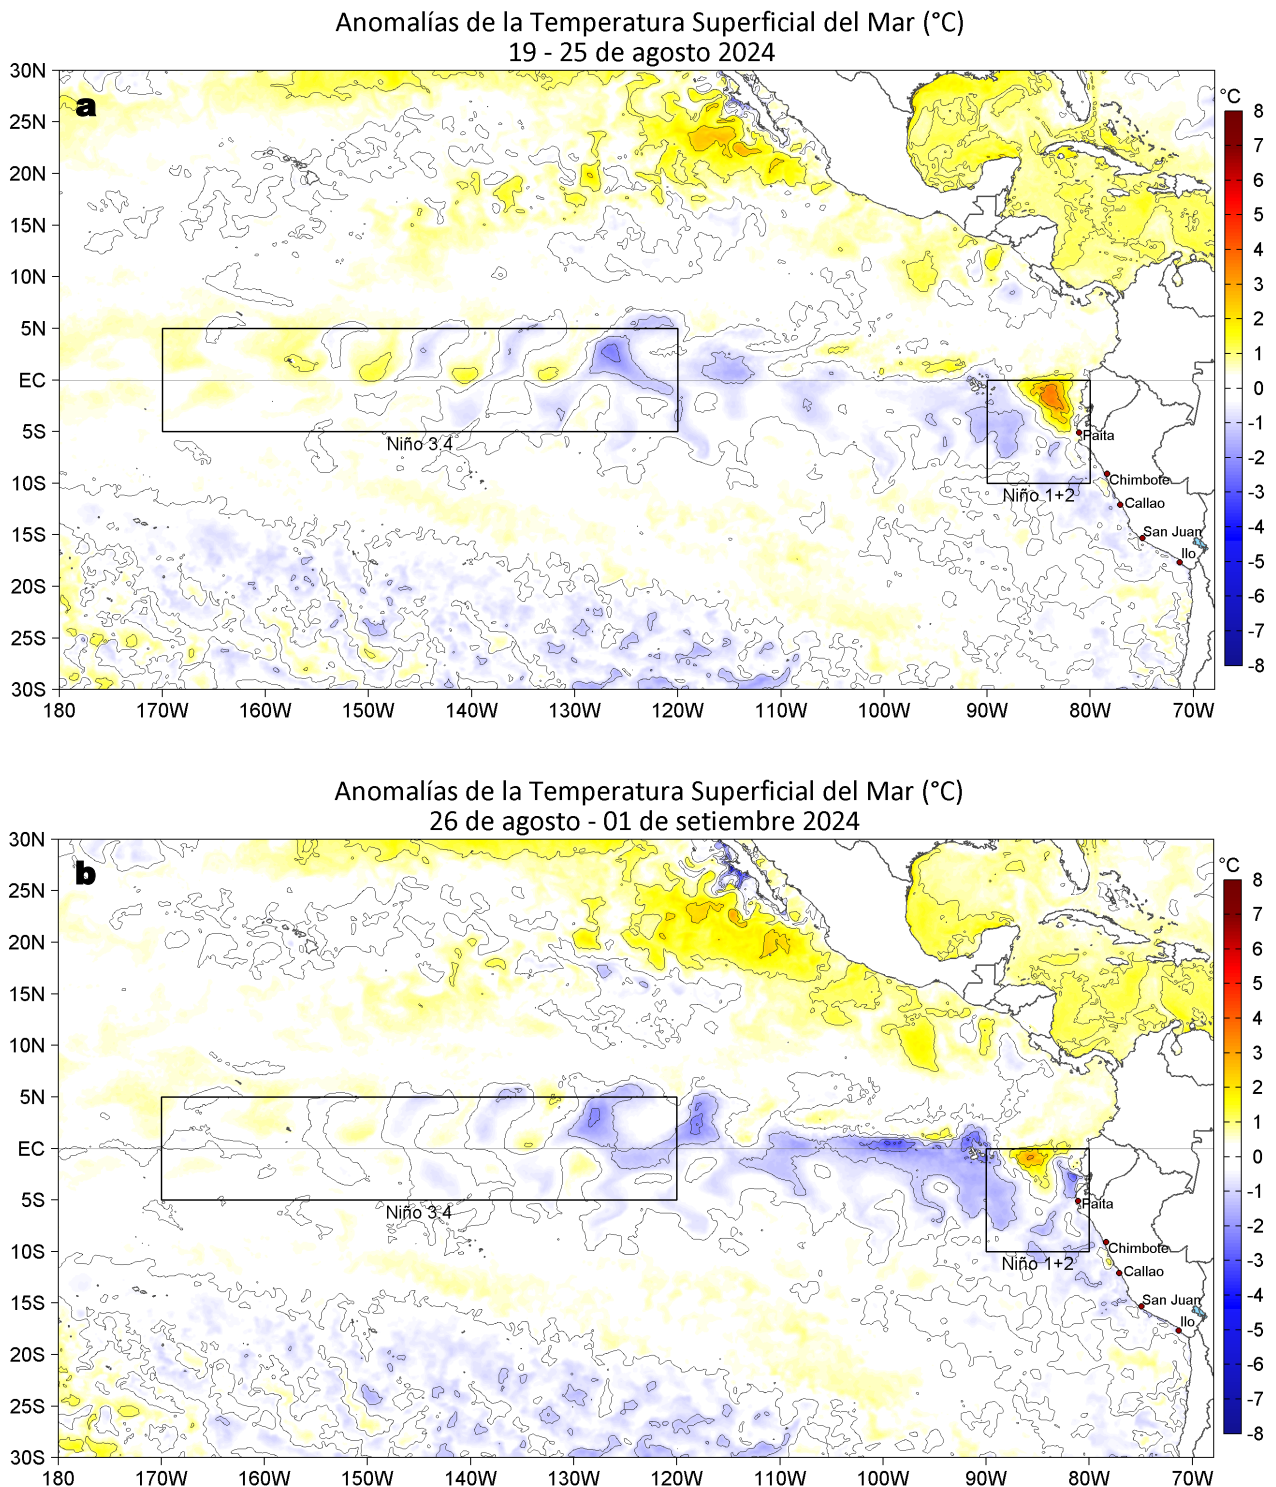 Anomalías de la Temperatura Superficial del Mar (°C)
19 - 25 de agosto 2024
a
30N
25N
20N
15N
10N
5N
EC
5S
10S
15S
20S
25S
30S
180 170W 160W 150W 140W 130W 120W 110W 100W 90W 80W 70W
Niño 3.4
Niño 1+2
Paita
Chimbote
Callao
San Juan
Ilo
°C
8
7
6
5
4
3
2
1
0
-1
-2
-3
-4
-5
-6
-7
-8
Anomalías de la Temperatura Superficial del Mar (°C)
26 de agosto - 01 de setiembre 2024
b
30N
25N
20N
15N
10N
5N
EC
5S
10S
15S
20S
25S
30S
180 170W 160W 150W 140W 130W 120W 110W 100W 90W 80W 70W
Niño 3.4
Niño 1+2
Paita
Chimbote
Callao
San Juan
Ilo
°C
8
7
6
5
4
3
2
1
0
-1
-2
-3
-4
-5
-6
-7
-8